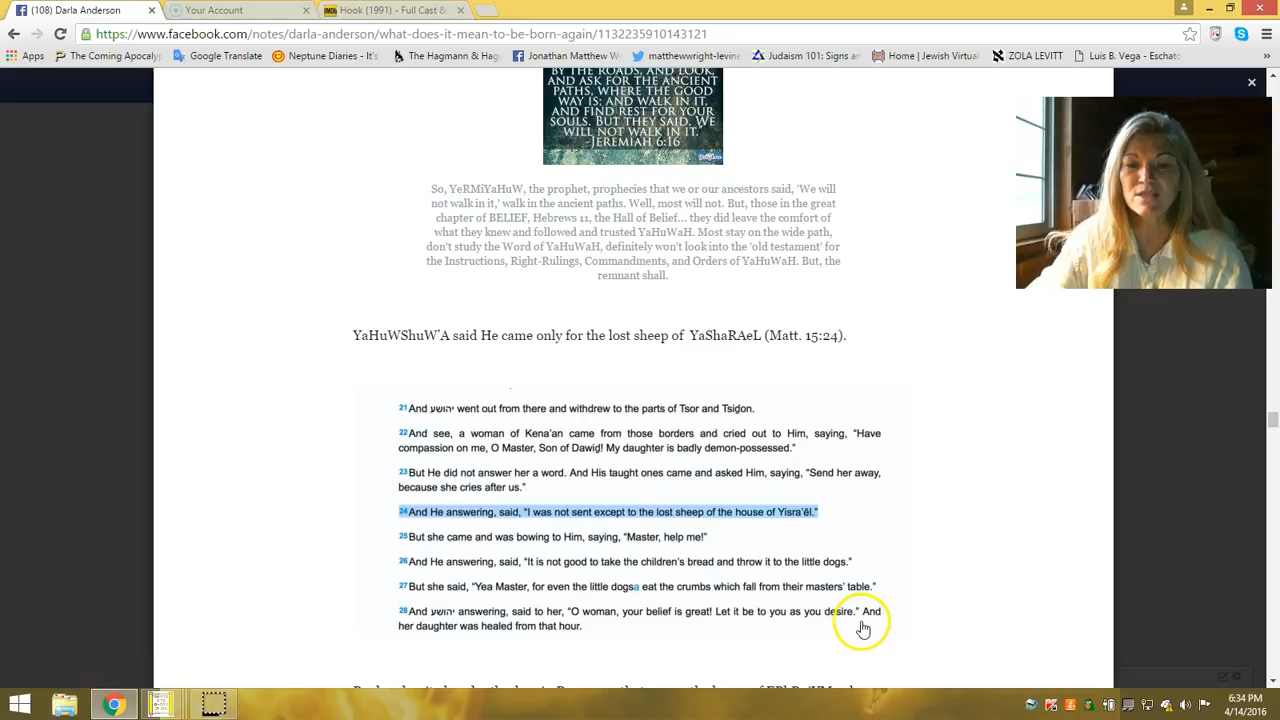 (108) Darla Anderson
Your Account
IMDb Hook (1991) - Full Cast &
https://www.facebook.com/notes/darla-anderson/what-does-it-mean-to-be-born-again/1132235910143121
Apps The Coming Apocalyp Google Translate Neptune Diaries - It's The Hagmann & Hag Jonathan Matthew W matthewwright-levine Judaism 101: Signs an Home | Jewish Virtual ZOLA LEVITT Luis B. Vega - Eschato
BY THE ROADS, AND LOOK,
AND ASK FOR THE ANCIENT
PATHS, WHERE THE GOOD
WAY IS; AND WALK IN IT,
AND FIND REST FOR YOUR
SOULS. BUT THEY SAID, WE
WILL NOT WALK IN IT."
-JEREMIAH 6:16
So, YeRMiYaHuW, the prophet, prophecies that we or our ancestors said, 'We will
not walk in it,' walk in the ancient paths. Well, most will not. But, those in the great
chapter of BELIEF, Hebrews 11, the Hall of Belief... they did leave the comfort of
what they knew and followed and trusted YaHuWaH. Most stay on the wide path,
don't study the Word of YaHuWaH, definitely won't look into the 'old testament' for
the Instructions, Right-Rulings, Commandments, and Orders of YaHuWaH. But, the
remnant shall.
YaHuWShuW'A said He came only for the lost sheep of YaShaRAeL (Matt. 15:24).
21 And יהושע went out from there and withdrew to the parts of Tsor and Tsiḏon.
22 And see, a woman of Kena'an came from those borders and cried out to Him, saying, "Have
compassion on me, O Master, Son of Dawiḏ! My daughter is badly demon-possessed."
23 But He did not answer her a word. And His taught ones came and asked Him, saying, "Send her away,
because she cries after us."
24 And He answering, said, "I was not sent except to the lost sheep of the house of Yisra'ĕl."
25 But she came and was bowing to Him, saying, "Master, help me!"
26 And He answering, said, "It is not good to take the children's bread and throw it to the little dogs."
27 But she said, "Yea Master, for even the little dogsa eat the crumbs which fall from their masters' table."
28 And יהושע answering, said to her, "O woman, your belief is great! Let it be to you as you desire." And
her daughter was healed from that hour.
6:34 PM
4/14/2016